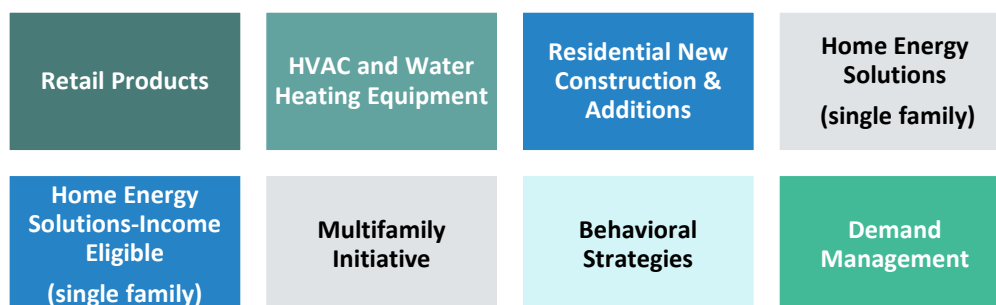 Retail Products
HVAC and Water
Heating Equipment
Residential New
Construction &
Additions
Home Energy
Solutions
(single family)
Home Energy
Solutions-Income
Eligible
(single family)
Multifamily
Initiative
Behavioral
Strategies
Demand
Management